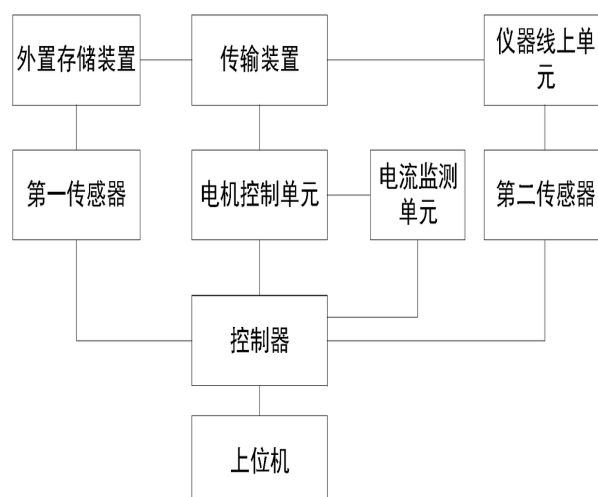 外置存储装置
传输装置
仪器线上单
元
第一传感器
电机控制单元
电流监测
单元
第二传感器
控制器
上位机